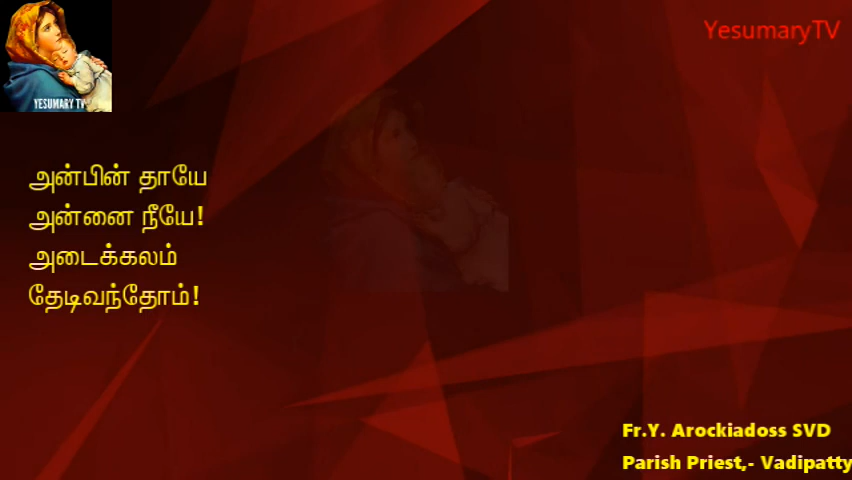 YESUMARY TV
YesumaryTV
அன்பின் தாயே
அன்னை நீயே!
அடைக்கலம்
தேடிவந்தோம்!
Fr.Y. Arockiadoss SVD
Parish Priest,- Vadipatty